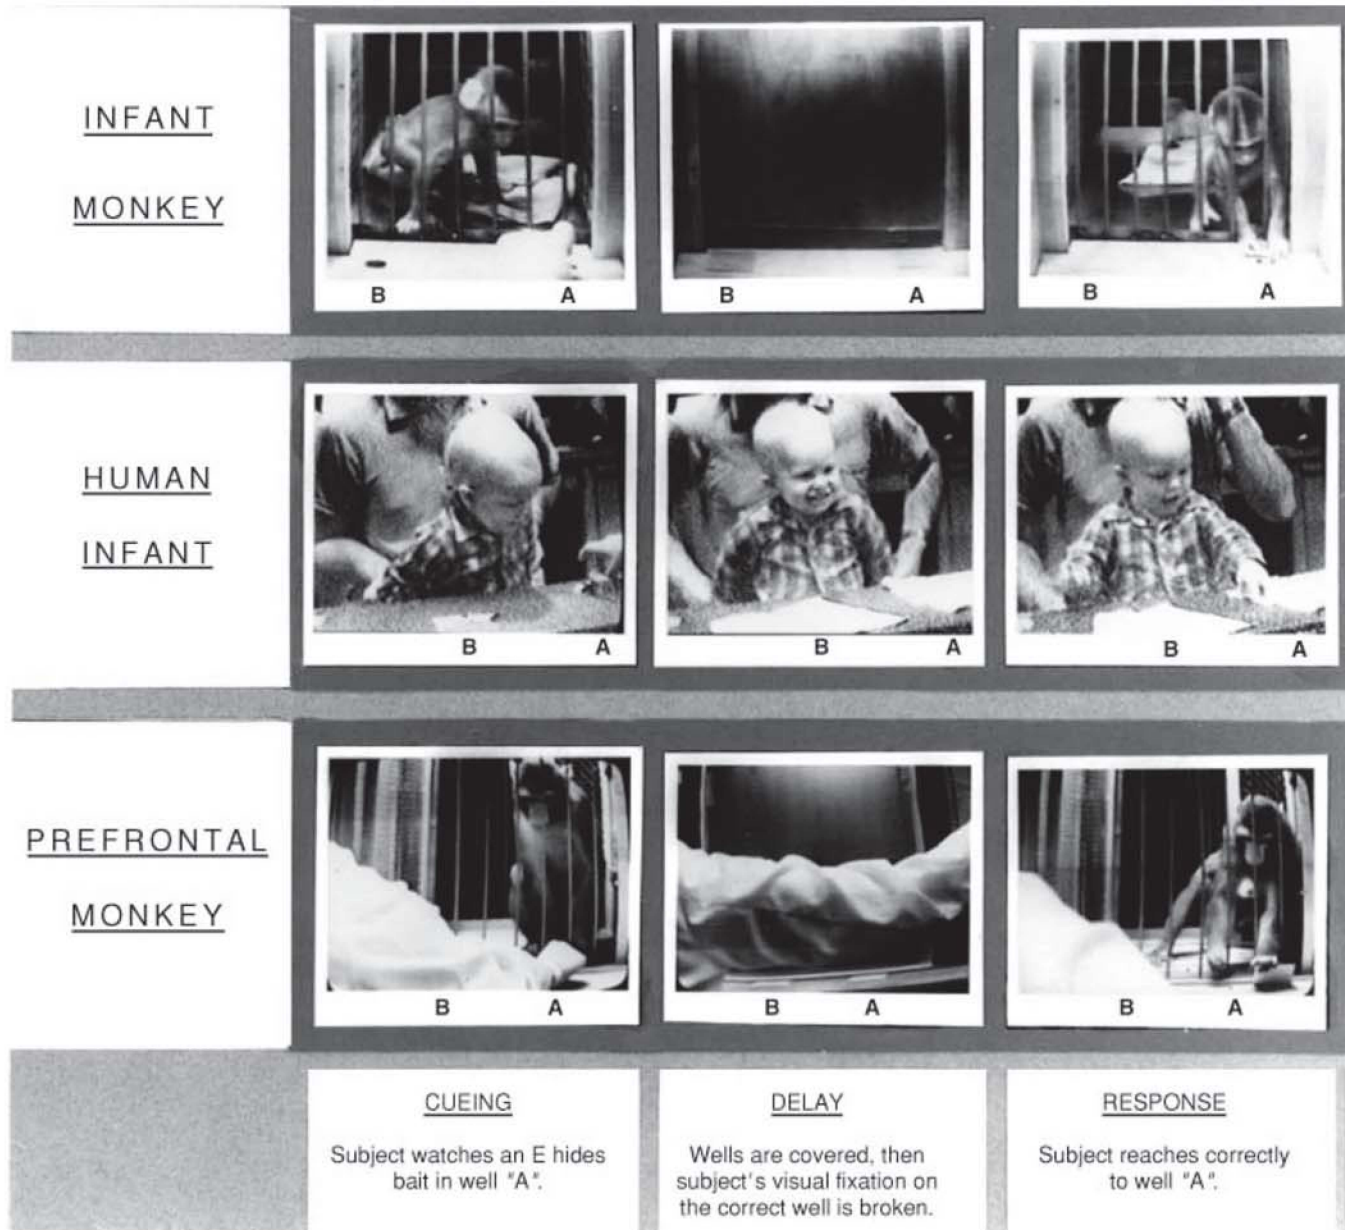 INFANT
MONKEY
B A
B A
B A
HUMAN
INFANT
B A
B A
B A
PREFRONTAL
MONKEY
B A
B A
B A
CUEING
Subject watches an E hides
bait in well "A".
DELAY
Wells are covered, then
subject's visual fixation on
the correct well is broken.
RESPONSE
Subject reaches correctly
to well "A".